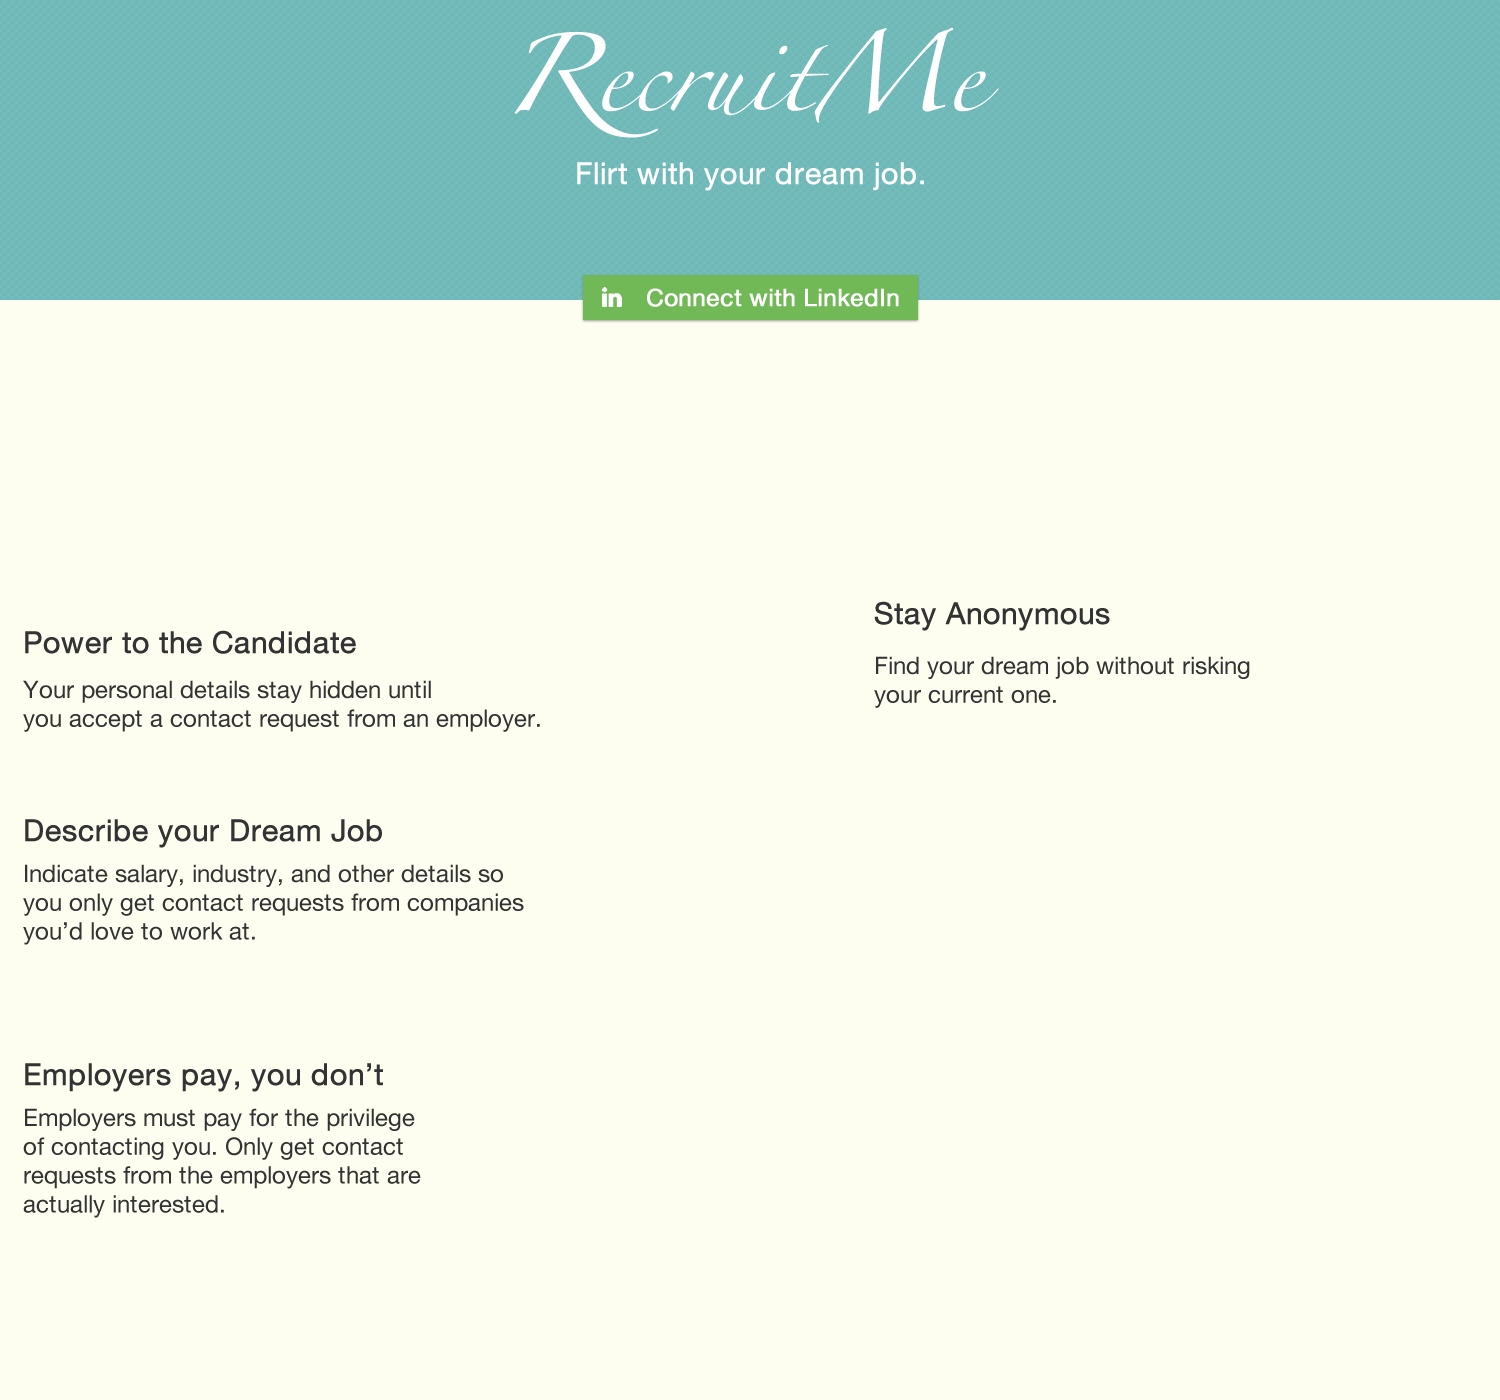 RecruitMe
Flirt with your dream job.
in Connect with LinkedIn
Power to the Candidate
Your personal details stay hidden until
you accept a contact request from an employer.
Stay Anonymous
Find your dream job without risking
your current one.
Describe your Dream Job
Indicate salary, industry, and other details so
you only get contact requests from companies
you’d love to work at.
Employers pay, you don’t
Employers must pay for the privilege
of contacting you. Only get contact
requests from the employers that are
actually interested.